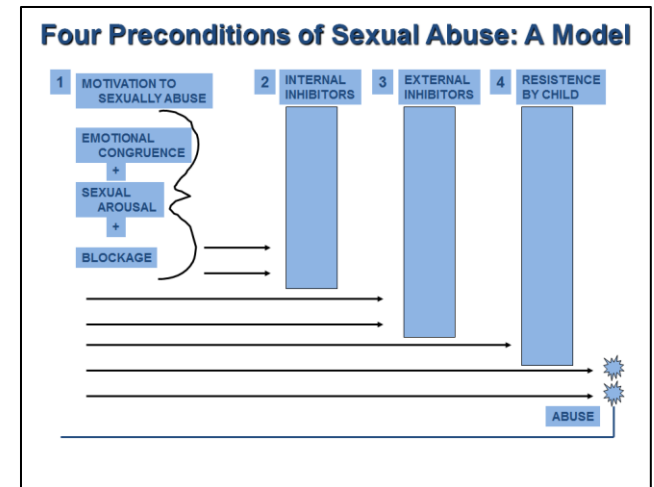 Four Preconditions of Sexual Abuse: A Model
1
MOTIVATION TO
SEXUALLY ABUSE
2
INTERNAL
INHIBITORS
3
EXTERNAL
INHIBITORS
4
RESISTENCE
BY CHILD
EMOTIONAL
CONGRUENCE
+
SEXUAL
AROUSAL
+
BLOCKAGE
ABUSE